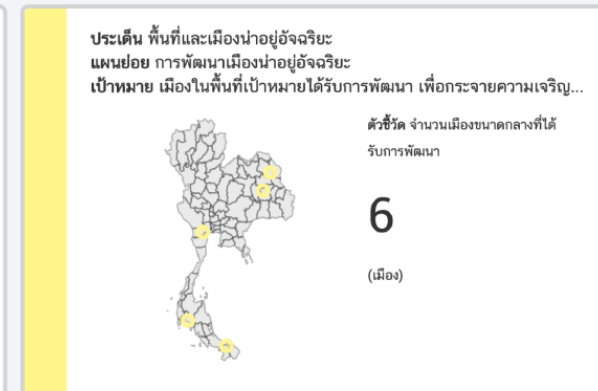 ประเด็น พื้นที่และเมืองน่าอยู่อัจฉริยะ
แผนย่อย การพัฒนาเมืองน่าอยู่อัจฉริยะ
เป้าหมาย เมืองในพื้นที่เป้าหมายได้รับการพัฒนา เพื่อกระจายความเจริญ...
ตัวชี้วัด จำนวนเมืองขนาดกลางที่ได้
รับการพัฒนา
6
(เมือง)